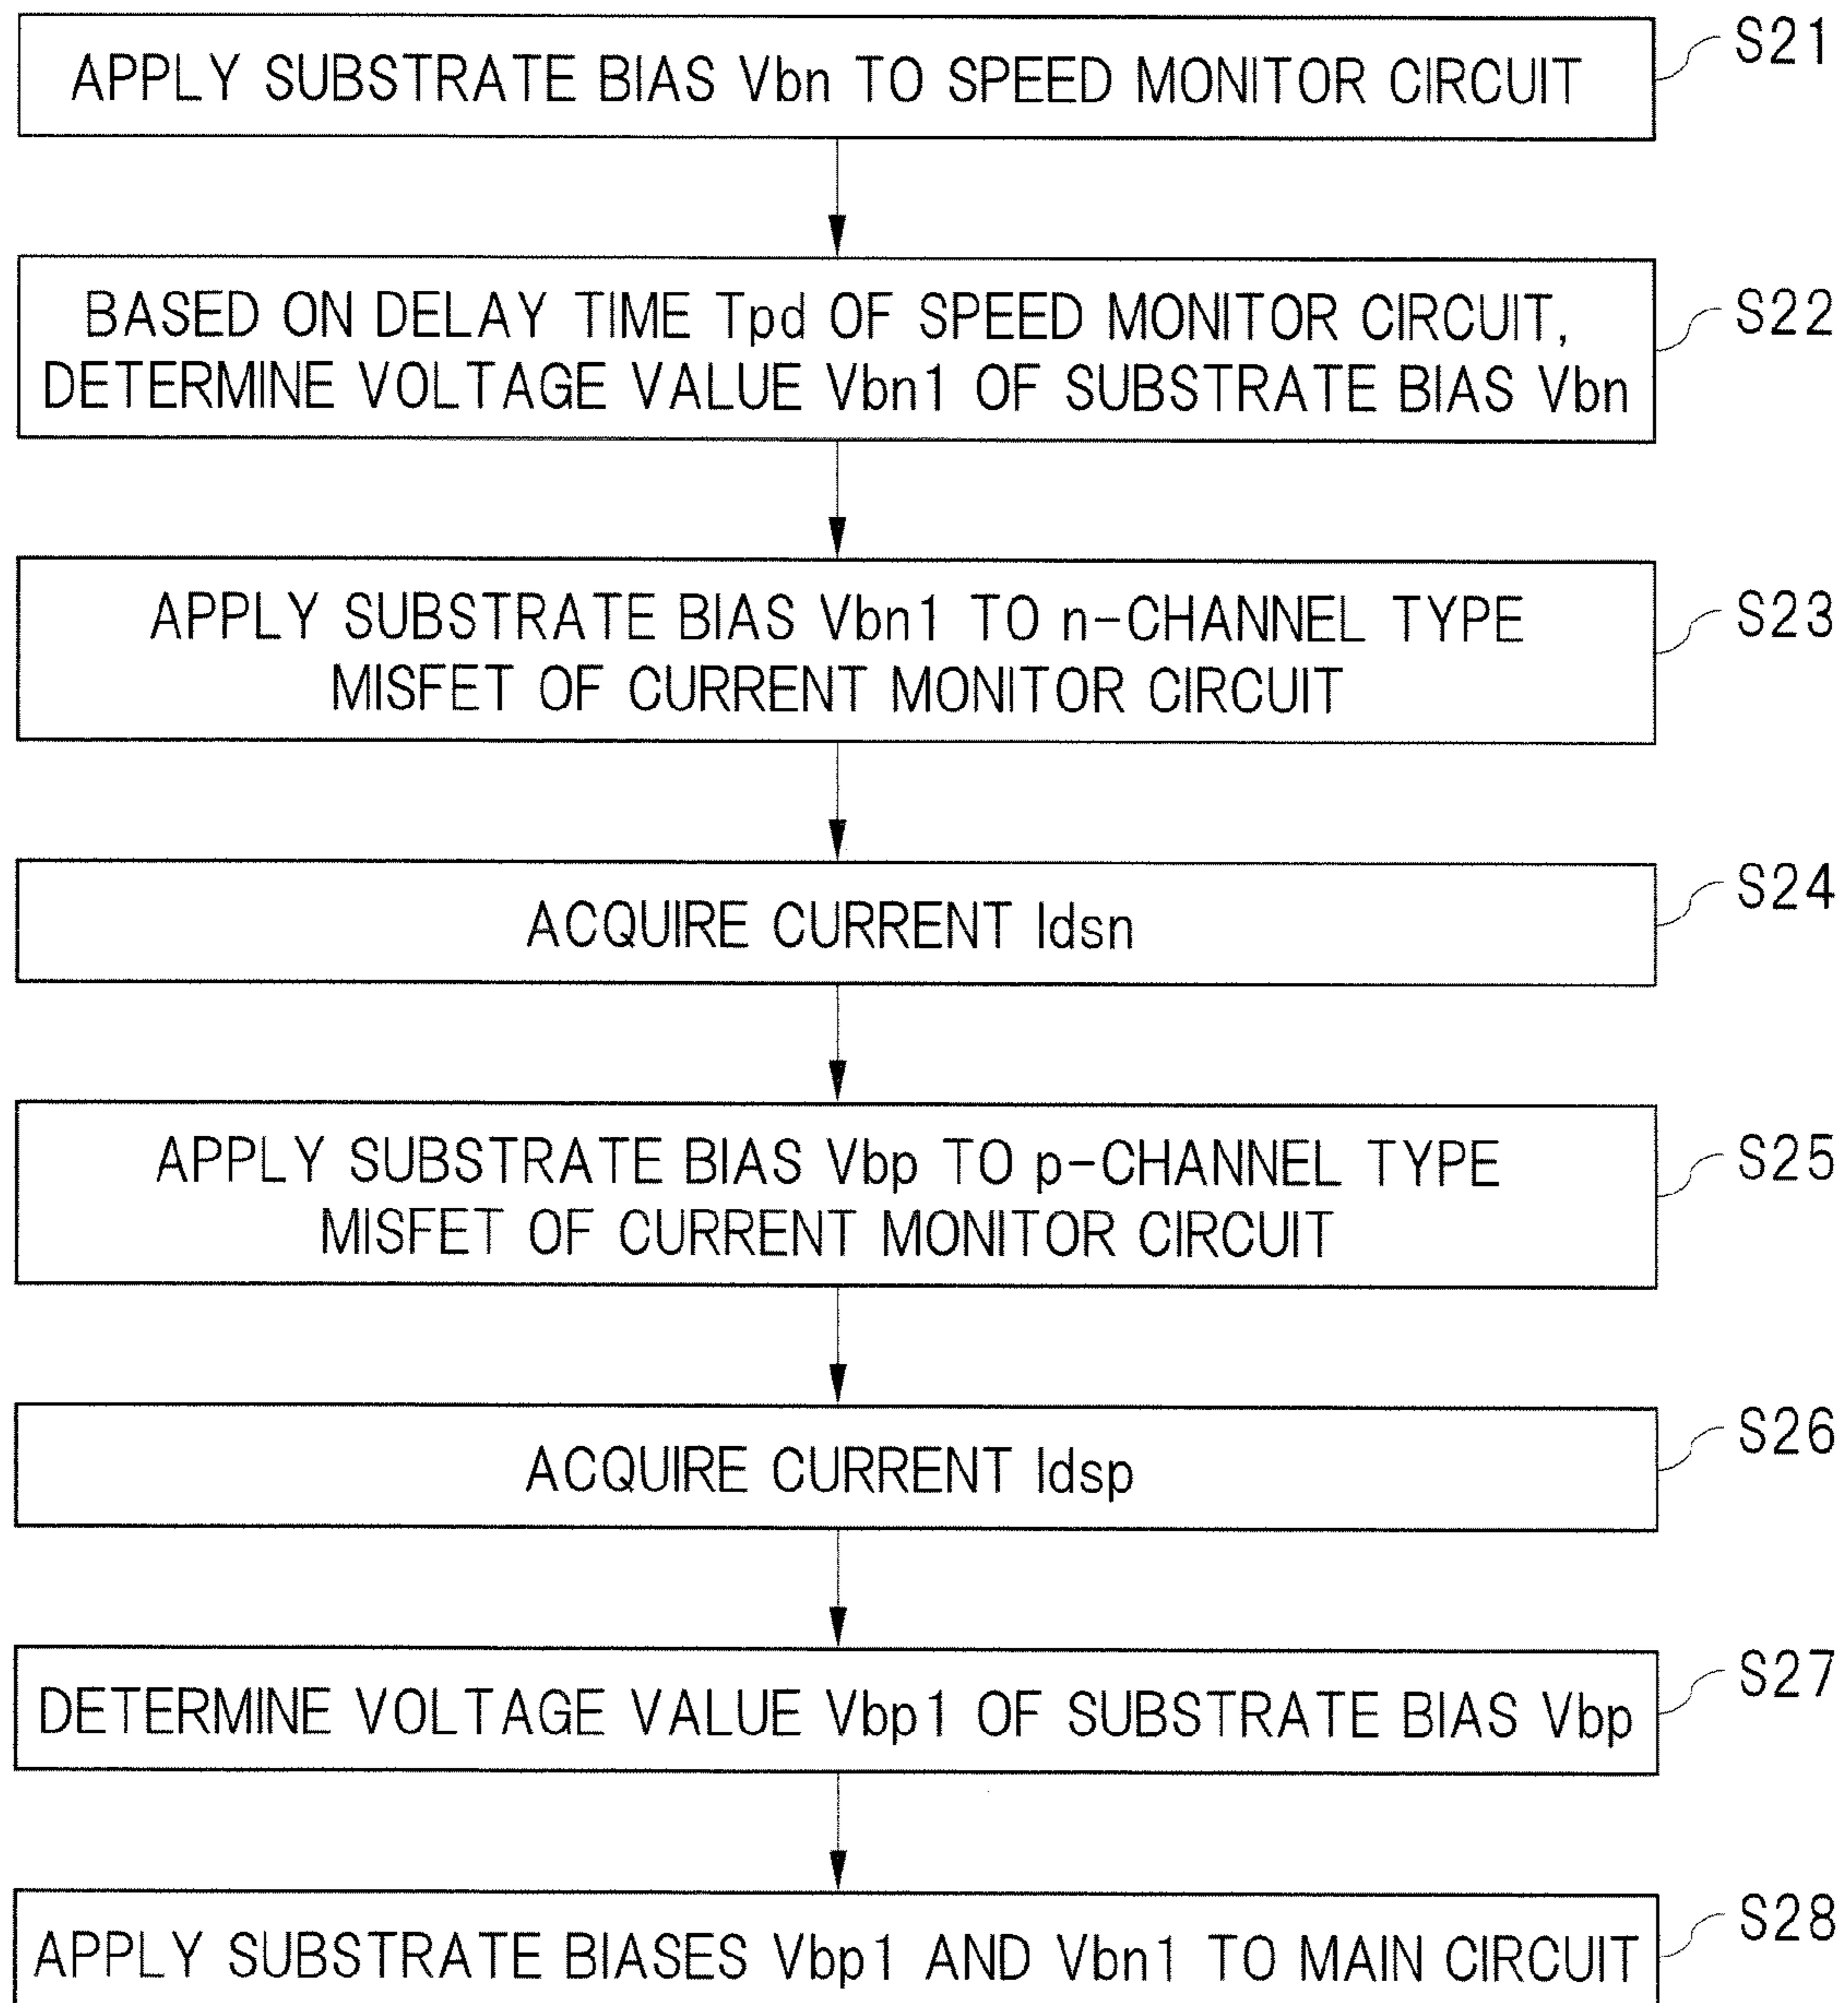 APPLY SUBSTRATE BIAS Vbn TO SPEED MONITOR CIRCUIT
S21
BASED ON DELAY TIME Tpd OF SPEED MONITOR CIRCUIT,
DETERMINE VOLTAGE VALUE Vbn1 OF SUBSTRATE BIAS Vbn
S22
APPLY SUBSTRATE BIAS Vbn1 TO n-CHANNEL TYPE
MISFET OF CURRENT MONITOR CIRCUIT
S23
ACQUIRE CURRENT Idsn
S24
APPLY SUBSTRATE BIAS Vbp TO p-CHANNEL TYPE
MISFET OF CURRENT MONITOR CIRCUIT
S25
ACQUIRE CURRENT Idsp
S26
DETERMINE VOLTAGE VALUE Vbp1 OF SUBSTRATE BIAS Vbp
S27
APPLY SUBSTRATE BIASES Vbp1 AND Vbn1 TO MAIN CIRCUIT
S28